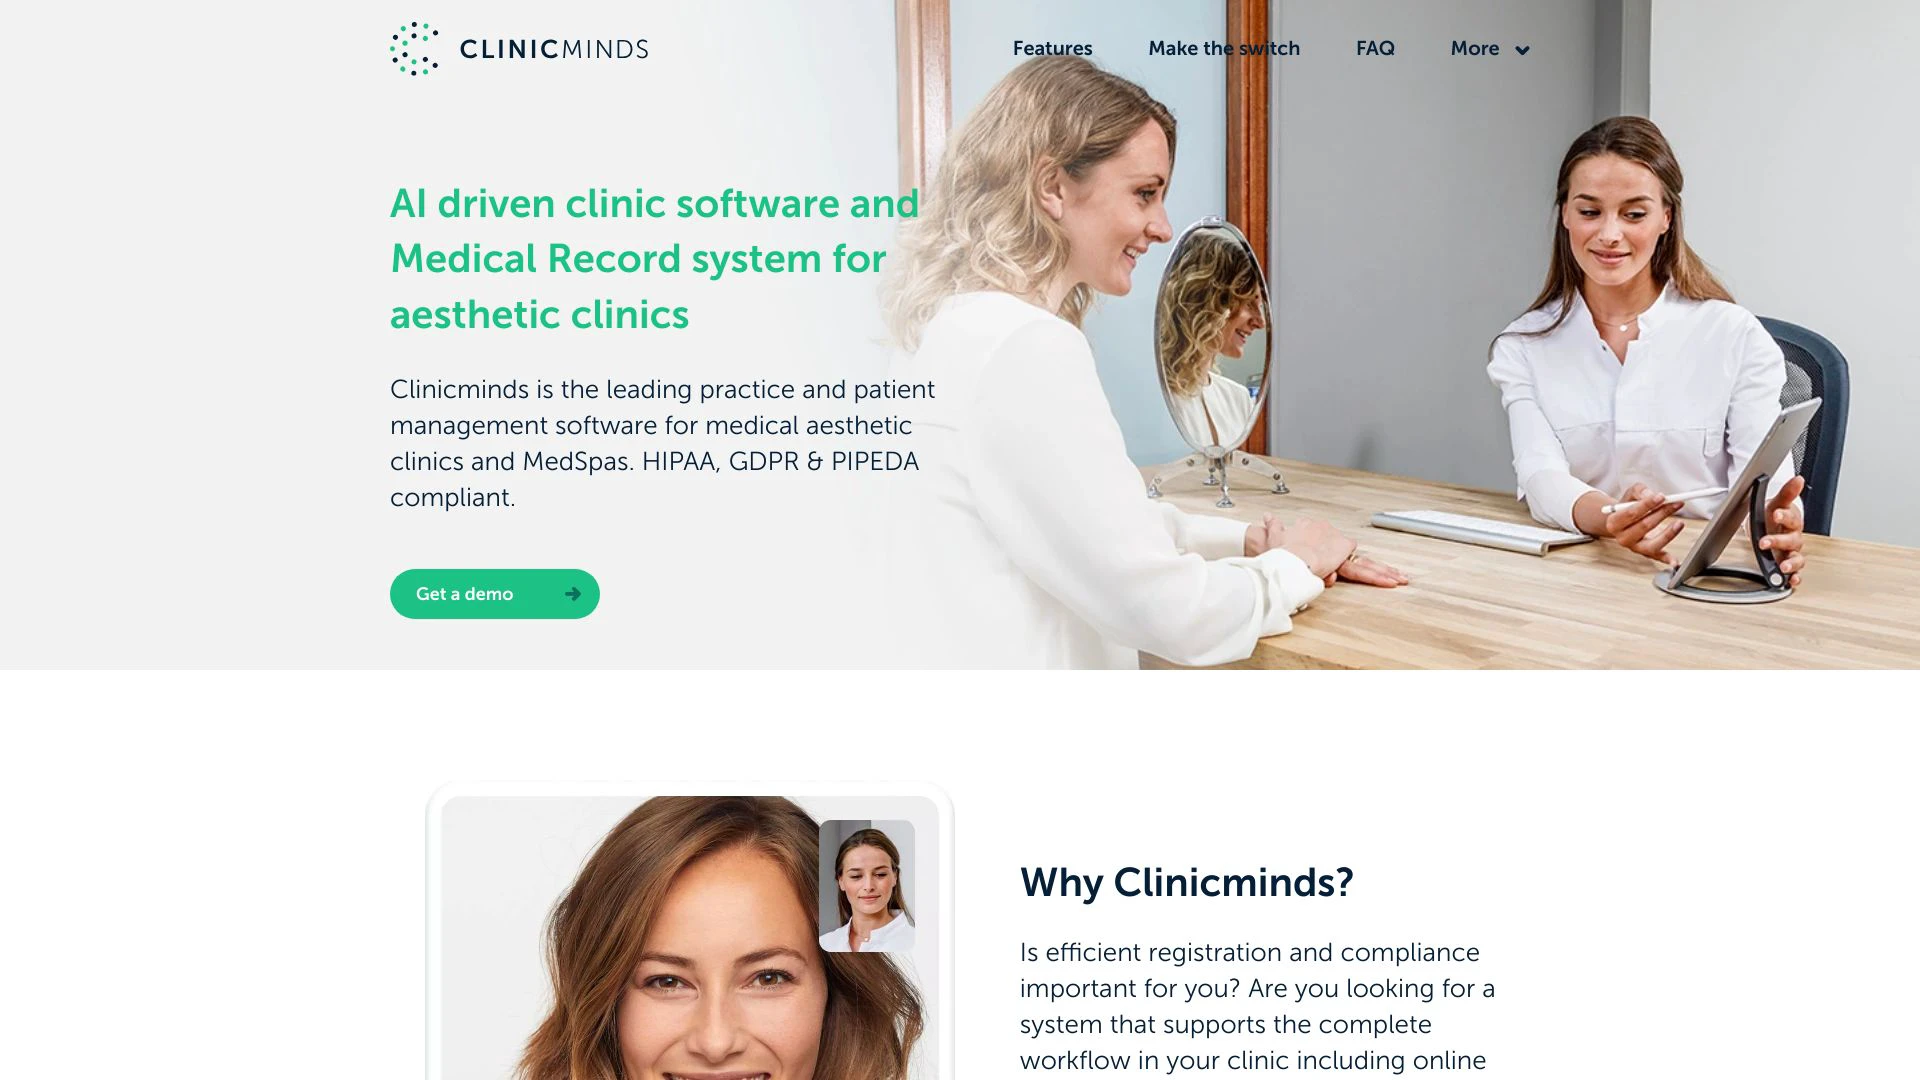 CLINICMINDS
Features
Make the switch
FAQ
More
AI driven clinic software and
Medical Record system for
aesthetic clinics
Clinicminds is the leading practice and patient
management software for medical aesthetic
clinics and MedSpas. HIPAA, GDPR & PIPEDA
compliant.
Get a demo
Why Clinicminds?
Is efficient registration and compliance
important for you? Are you looking for a
system that supports the complete
workflow in your clinic including online